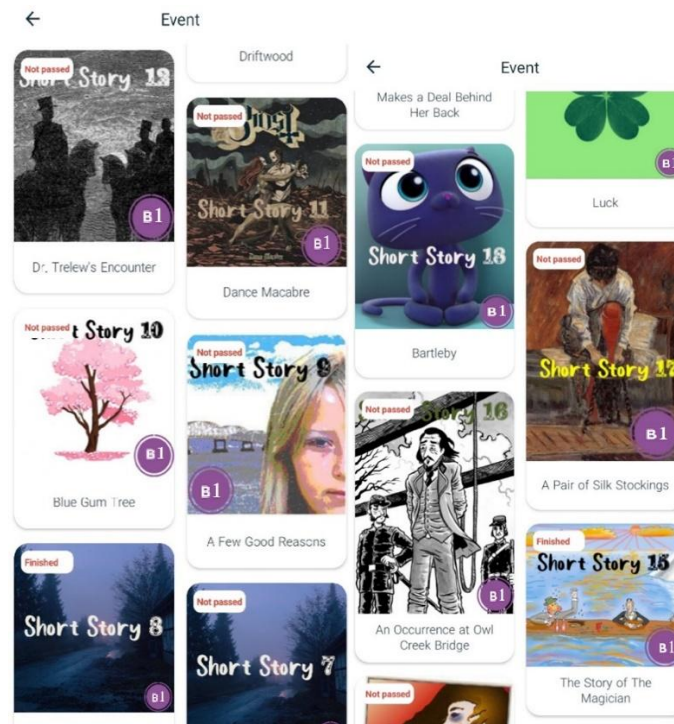 Event
Not passed
Short Story 12
B1
Dr. Trelew's Encounter
Not passed
Short Story 10
B1
Blue Gum Tree
Finished
Short Story 8
B1
Driftwood
Not passed
Ghost
Short Story 11
B1
Dance Macabre
Not passed
Short Story 9
B1
A Few Good Reasons
Not passed
Short Story 7
B1
Event
Makes a Deal Behind
Her Back
Not passed
Short Story 18
B1
Bartleby
Not passed
Story 16
B1
An Occurrence at Owl
Creek Bridge
Not passed
B1
Luck
Not passed
Short Story 17
B1
A Pair of Silk Stockings
Finished
Short Story 15
B1
The Story of The
Magician